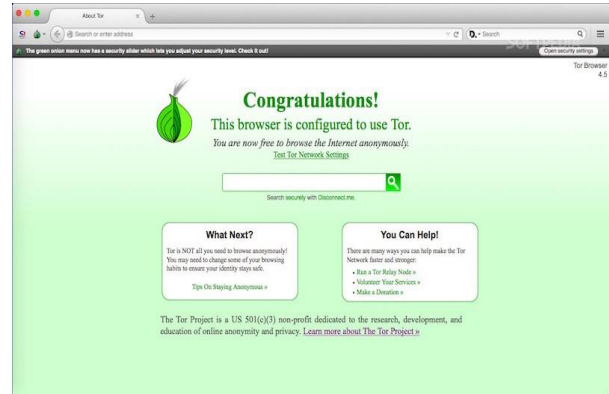 About Tor
Search or enter address
Search
The green onion menu now has a security slider which lets you adjust your security level. Check it out!
Open security settings
SOFTPEDIA
Tor Browser
4.5
Congratulations!
This browser is configured to use Tor.
You are now free to browse the Internet anonymously.
Test Tor Network Settings
Search securely with Disconnect.me.
What Next?
Tor is NOT all you need to browse anonymously!
You may need to change some of your browsing
habits to ensure your identity stays safe.
Tips On Staying Anonymous »
You Can Help!
There are many ways you can help make the Tor
Network faster and stronger:
• Run a Tor Relay Node »
• Volunteer Your Services »
• Make a Donation »
The Tor Project is a US 501(c)(3) non-profit dedicated to the research, development, and
education of online anonymity and privacy. Learn more about The Tor Project »